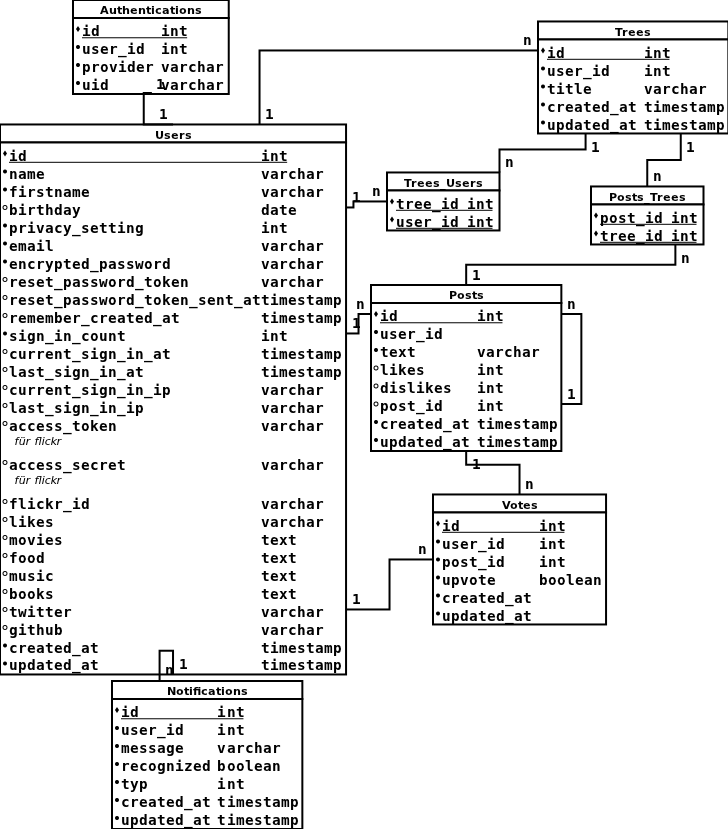 Authentications
id int
user_id int
provider varchar
uid varchar
1
1
1
n
Trees
id int
user_id int
title varchar
created_at timestamp
updated_at timestamp
1
1
n
n
Users
id int
name varchar
firstname varchar
birthday date
privacy_setting int
email varchar
encrypted_password varchar
reset_password_token varchar
reset_password_token_sent_at timestamp
remember_created_at timestamp
sign_in_count int
current_sign_in_at timestamp
last_sign_in_at timestamp
current_sign_in_ip varchar
last_sign_in_ip varchar
access_token varchar
für flickr
access_secret varchar
für flickr
flickr_id varchar
likes varchar
movies text
food text
music text
books text
twitter varchar
github varchar
created_at timestamp
updated_at timestamp
1 n
Trees_Users
tree_id int
user_id int
Posts_Trees
post_id int
tree_id int
n
1
n
1
Posts
id int
user_id
text varchar
likes int
dislikes int
post_id int
created_at timestamp
updated_at timestamp
n
1
1
n
Votes
id int
user_id int
post_id int
upvote boolean
created_at
updated_at
n
1
1
n
Notifications
id int
user_id int
message varchar
recognized boolean
typ int
created_at timestamp
updated_at timestamp